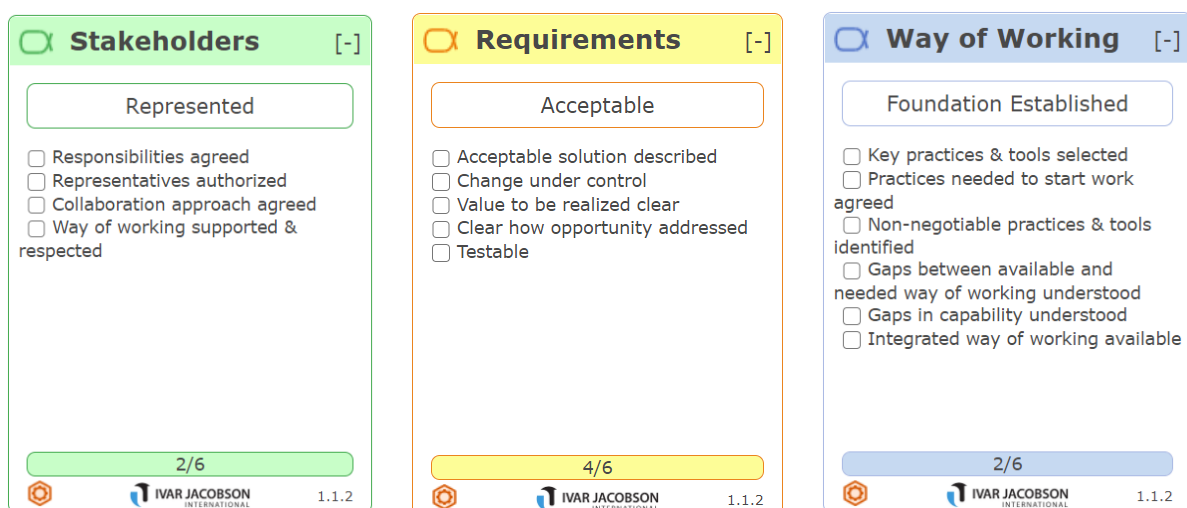 Stakeholders [-]
Represented
Responsibilities agreed
Representatives authorized
Collaboration approach agreed
Way of working supported &
respected
2/6
IVAR JACOBSON
INTERNATIONAL
1.1.2
Requirements [-]
Acceptable
Acceptable solution described
Change under control
Value to be realized clear
Clear how opportunity addressed
Testable
4/6
IVAR JACOBSON
INTERNATIONAL
1.1.2
Way of Working [-]
Foundation Established
Key practices & tools selected
Practices needed to start work
agreed
Non-negotiable practices & tools
identified
Gaps between available and
needed way of working understood
Gaps in capability understood
Integrated way of working available
2/6
IVAR JACOBSON
INTERNATIONAL
1.1.2